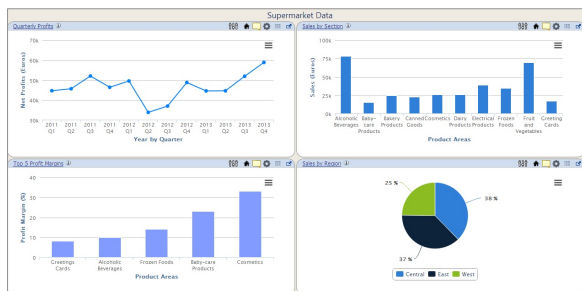 Supermarket Data
Quarterly Profits
70k
60k
50k
40k
30k
Net Profits (Euros)
2011 Q1
2011 Q2
2011 Q3
2011 Q4
2012 Q1
2012 Q2
2012 Q3
2012 Q4
2013 Q1
2013 Q2
2013 Q3
2013 Q4
Year by Quarter
Sales by Section
100k
75k
50k
25k
0k
Sales (Euros)
Alcoholic Beverages
Baby-care Products
Bakery Products
Canned Goods
Cosmetics
Dairy Products
Electrical Products
Frozen Foods
Fruit and Vegetables
Greeting Cards
Product Areas
Top 5 Profit Margins
40
30
20
10
0
Profit Margin (%)
Greetings Cards
Alcoholic Beverages
Frozen Foods
Baby-care Products
Cosmetics
Product Areas
Sales by Region
25 %
38 %
37 %
Central
East
West